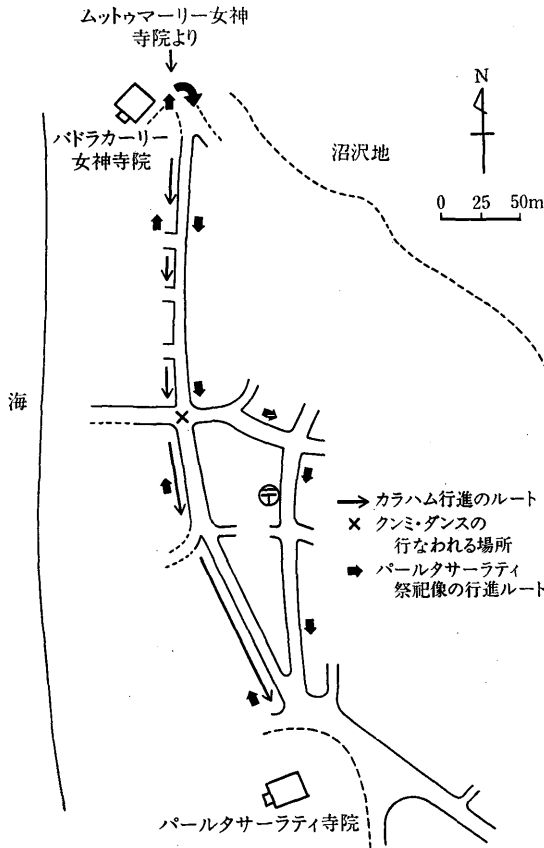 ムットゥマーリー女神
寺院より
バドラカーリー
女神寺院
沼沢地
N
0 25 50m
海
〒
カラハム行進のルート
× クンミ・ダンスの
行なわれる場所
パールタサーラティ
祭祀像の行進ルート
パールタサーラティ寺院